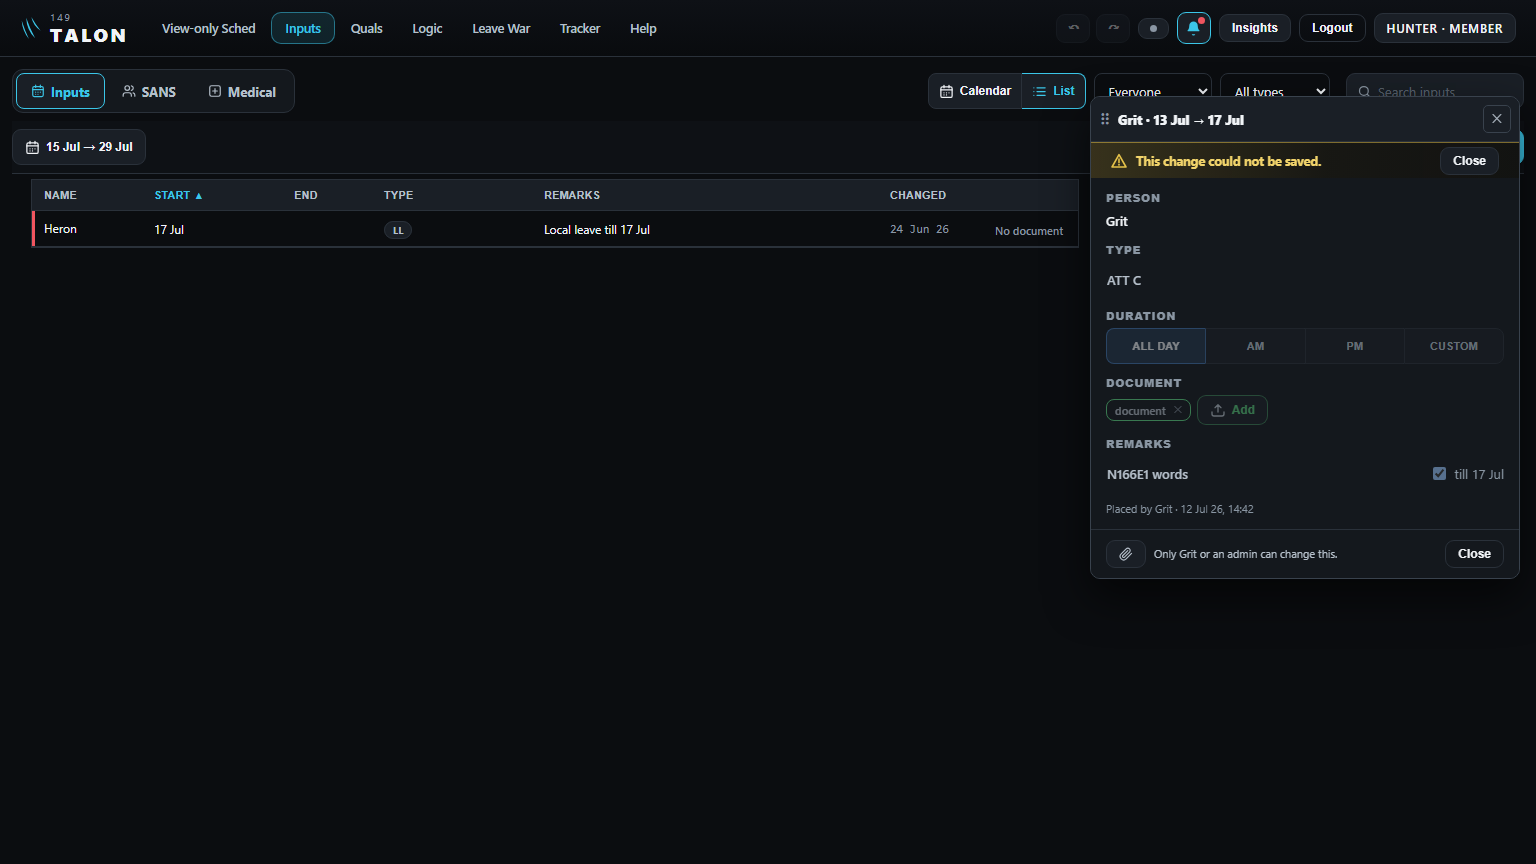 149
TALON
View-only Sched
Inputs
Quals
Logic
Leave War
Tracker
Help
Insights
Logout
HUNTER · MEMBER
Inputs
SANS
Medical
Calendar
List
Everyone
All types
Search inputs
15 Jul → 29 Jul
NAME START ▲ END TYPE REMARKS CHANGED
Heron 17 Jul LL Local leave till 17 Jul 24 Jun 26 No document
Grit · 13 Jul → 17 Jul
This change could not be saved.
Close
PERSON
Grit
TYPE
ATT C
DURATION
ALL DAY AM PM CUSTOM
DOCUMENT
document
Add
REMARKS
N166E1 words
till 17 Jul
Placed by Grit · 12 Jul 26, 14:42
Only Grit or an admin can change this.
Close